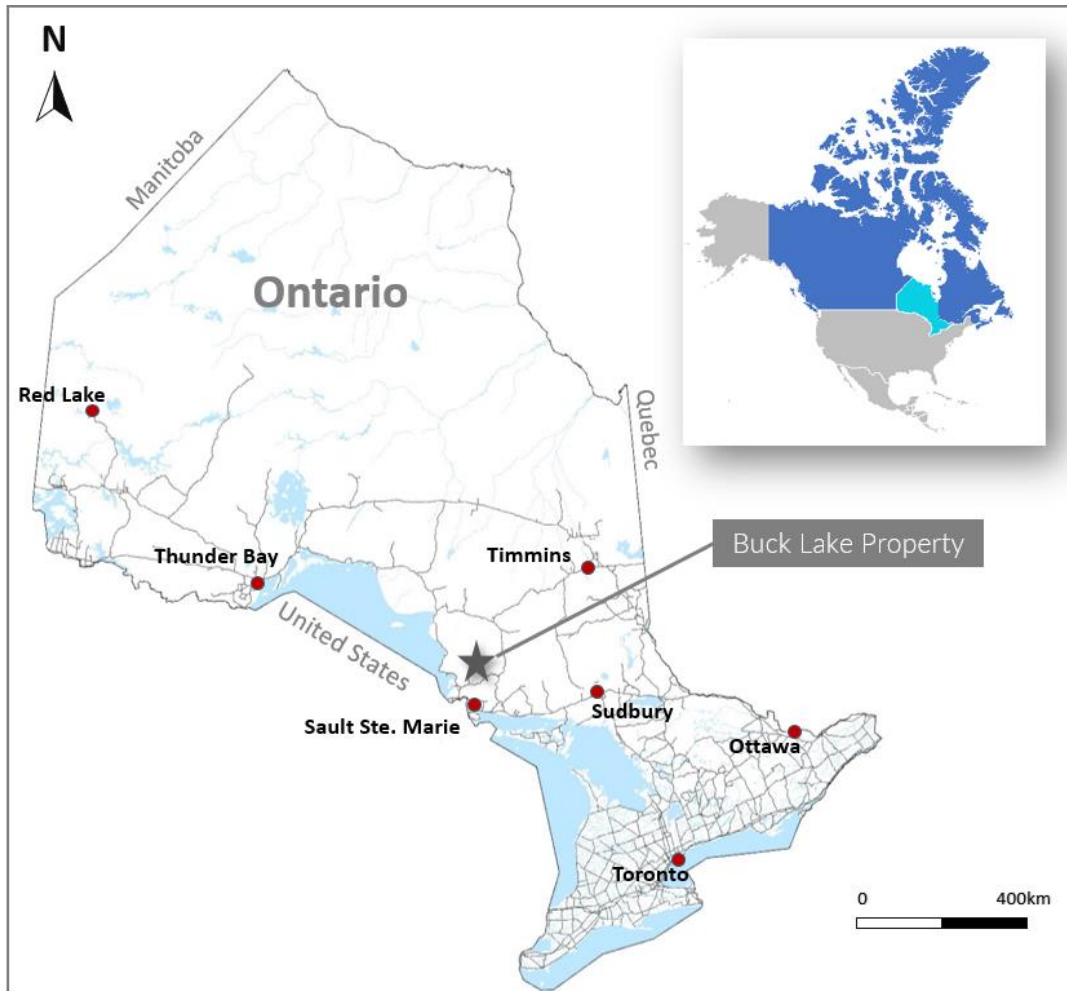 N
Manitoba
Ontario
Red Lake
Quebec
Buck Lake Property
Thunder Bay
Timmins
United States
Sault Ste. Marie
Sudbury
Ottawa
Toronto
0 400km